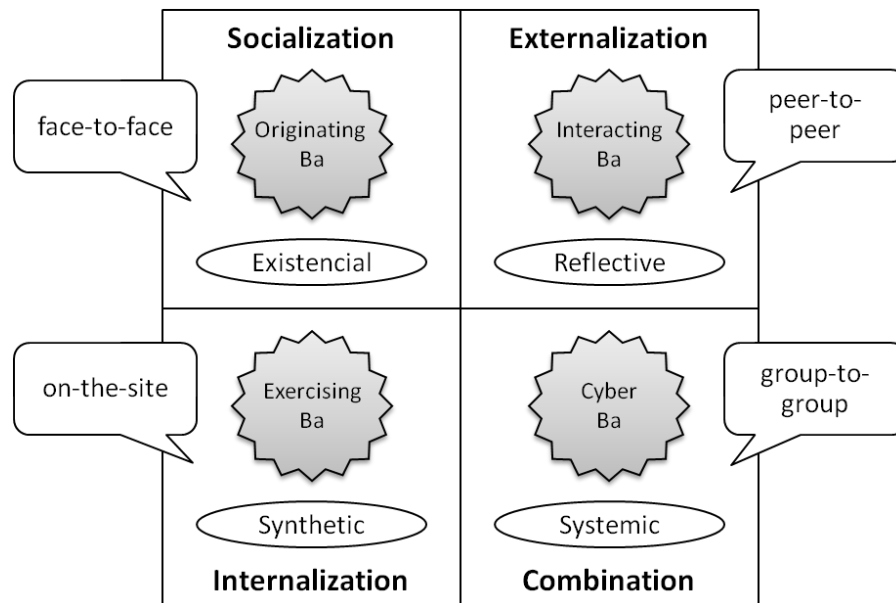 Socialization
Externalization
face-to-face
Originating
Ba
Interacting
Ba
peer-to-
peer
Existencial
Reflective
on-the-site
Exercising
Ba
Cyber
Ba
group-to-
group
Synthetic
Systemic
Internalization
Combination